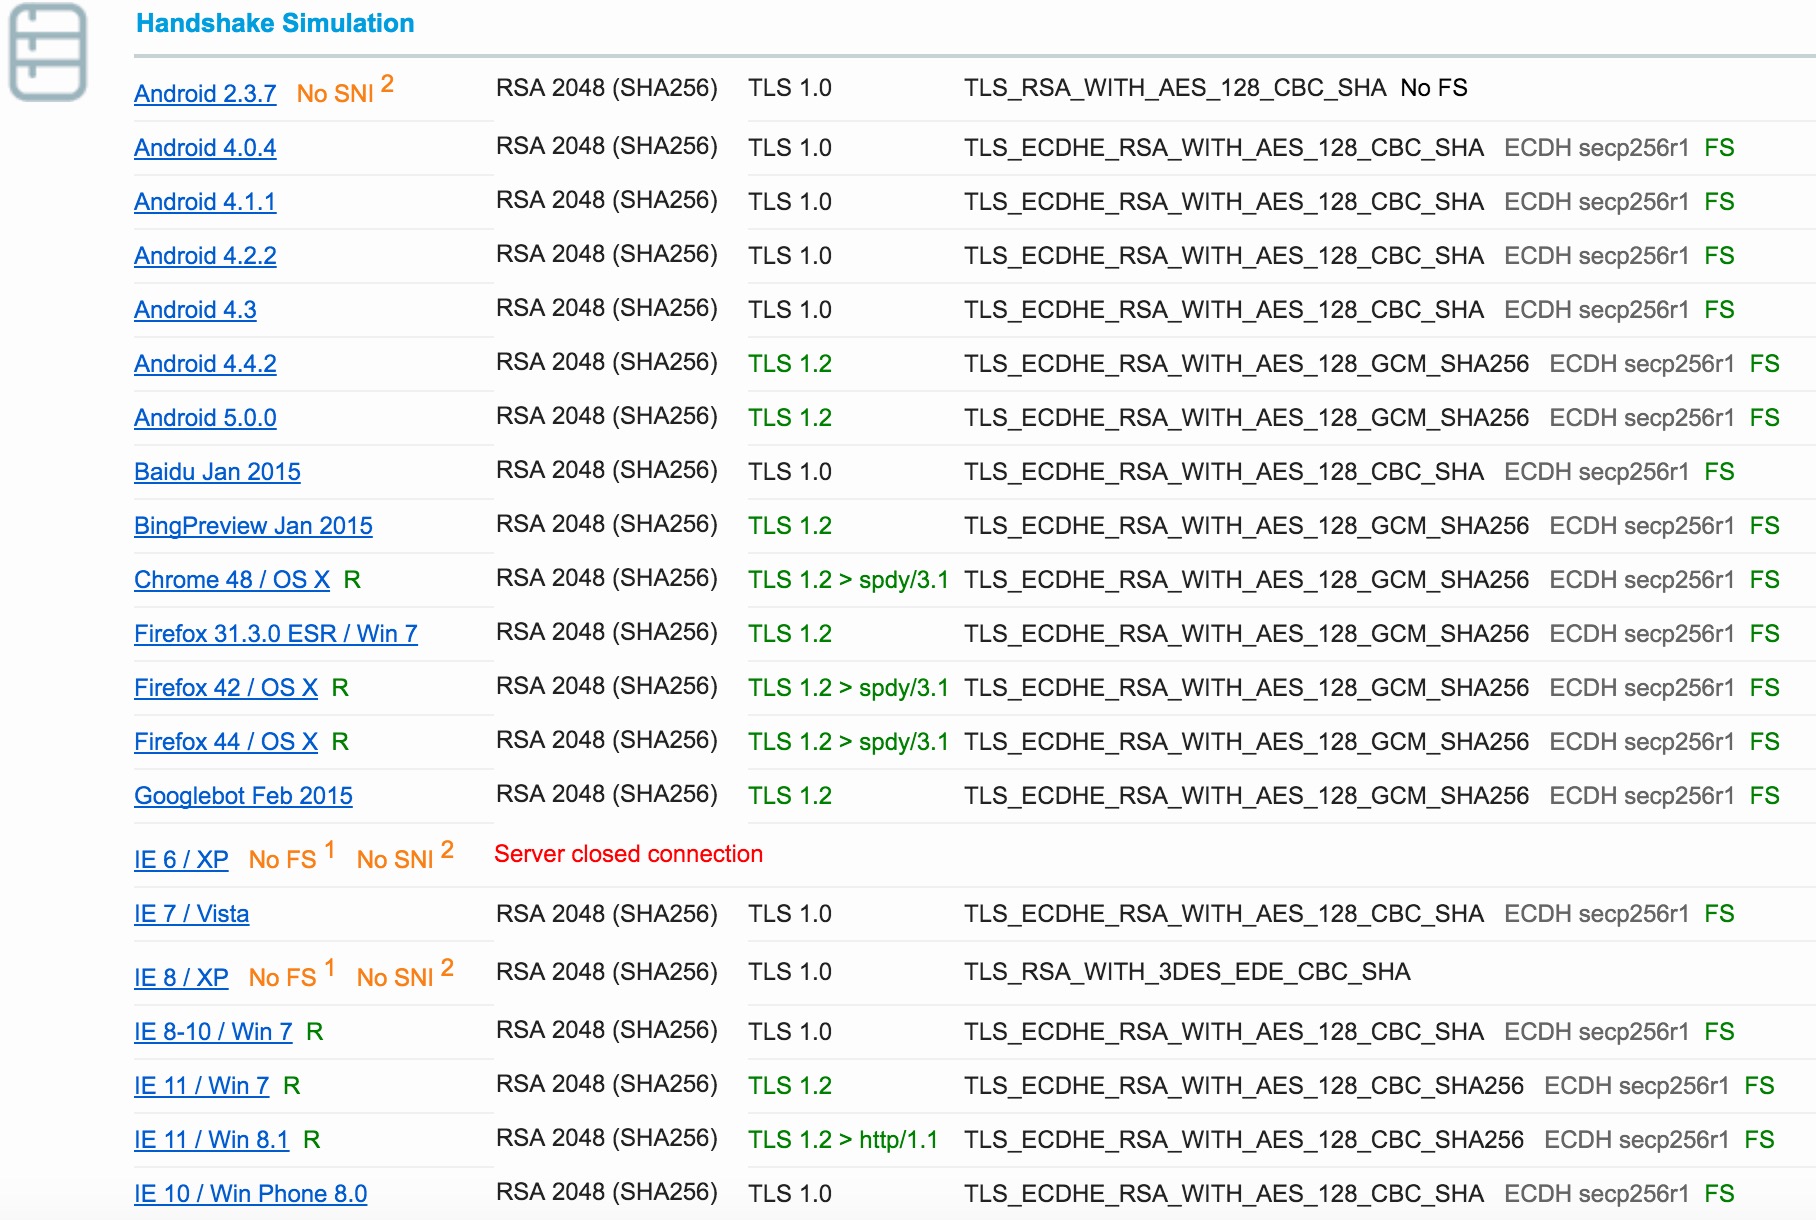 Handshake Simulation
Android 2.3.7 No SNI 2 RSA 2048 (SHA256) TLS 1.0 TLS_RSA_WITH_AES_128_CBC_SHA No FS
Android 4.0.4 RSA 2048 (SHA256) TLS 1.0 TLS_ECDHE_RSA_WITH_AES_128_CBC_SHA ECDH secp256r1 FS
Android 4.1.1 RSA 2048 (SHA256) TLS 1.0 TLS_ECDHE_RSA_WITH_AES_128_CBC_SHA ECDH secp256r1 FS
Android 4.2.2 RSA 2048 (SHA256) TLS 1.0 TLS_ECDHE_RSA_WITH_AES_128_CBC_SHA ECDH secp256r1 FS
Android 4.3 RSA 2048 (SHA256) TLS 1.0 TLS_ECDHE_RSA_WITH_AES_128_CBC_SHA ECDH secp256r1 FS
Android 4.4.2 RSA 2048 (SHA256) TLS 1.2 TLS_ECDHE_RSA_WITH_AES_128_GCM_SHA256 ECDH secp256r1 FS
Android 5.0.0 RSA 2048 (SHA256) TLS 1.2 TLS_ECDHE_RSA_WITH_AES_128_GCM_SHA256 ECDH secp256r1 FS
Baidu Jan 2015 RSA 2048 (SHA256) TLS 1.0 TLS_ECDHE_RSA_WITH_AES_128_CBC_SHA ECDH secp256r1 FS
BingPreview Jan 2015 RSA 2048 (SHA256) TLS 1.2 TLS_ECDHE_RSA_WITH_AES_128_GCM_SHA256 ECDH secp256r1 FS
Chrome 48 / OS X R RSA 2048 (SHA256) TLS 1.2 > spdy/3.1 TLS_ECDHE_RSA_WITH_AES_128_GCM_SHA256 ECDH secp256r1 FS
Firefox 31.3.0 ESR / Win 7 RSA 2048 (SHA256) TLS 1.2 TLS_ECDHE_RSA_WITH_AES_128_GCM_SHA256 ECDH secp256r1 FS
Firefox 42 / OS X R RSA 2048 (SHA256) TLS 1.2 > spdy/3.1 TLS_ECDHE_RSA_WITH_AES_128_GCM_SHA256 ECDH secp256r1 FS
Firefox 44 / OS X R RSA 2048 (SHA256) TLS 1.2 > spdy/3.1 TLS_ECDHE_RSA_WITH_AES_128_GCM_SHA256 ECDH secp256r1 FS
Googlebot Feb 2015 RSA 2048 (SHA256) TLS 1.2 TLS_ECDHE_RSA_WITH_AES_128_GCM_SHA256 ECDH secp256r1 FS
IE 6 / XP No FS 1 No SNI 2 Server closed connection
IE 7 / Vista RSA 2048 (SHA256) TLS 1.0 TLS_ECDHE_RSA_WITH_AES_128_CBC_SHA ECDH secp256r1 FS
IE 8 / XP No FS 1 No SNI 2 RSA 2048 (SHA256) TLS 1.0 TLS_RSA_WITH_3DES_EDE_CBC_SHA
IE 8-10 / Win 7 R RSA 2048 (SHA256) TLS 1.0 TLS_ECDHE_RSA_WITH_AES_128_CBC_SHA ECDH secp256r1 FS
IE 11 / Win 7 R RSA 2048 (SHA256) TLS 1.2 TLS_ECDHE_RSA_WITH_AES_128_CBC_SHA256 ECDH secp256r1 FS
IE 11 / Win 8.1 R RSA 2048 (SHA256) TLS 1.2 > http/1.1 TLS_ECDHE_RSA_WITH_AES_128_CBC_SHA256 ECDH secp256r1 FS
IE 10 / Win Phone 8.0 RSA 2048 (SHA256) TLS 1.0 TLS_ECDHE_RSA_WITH_AES_128_CBC_SHA ECDH secp256r1 FS